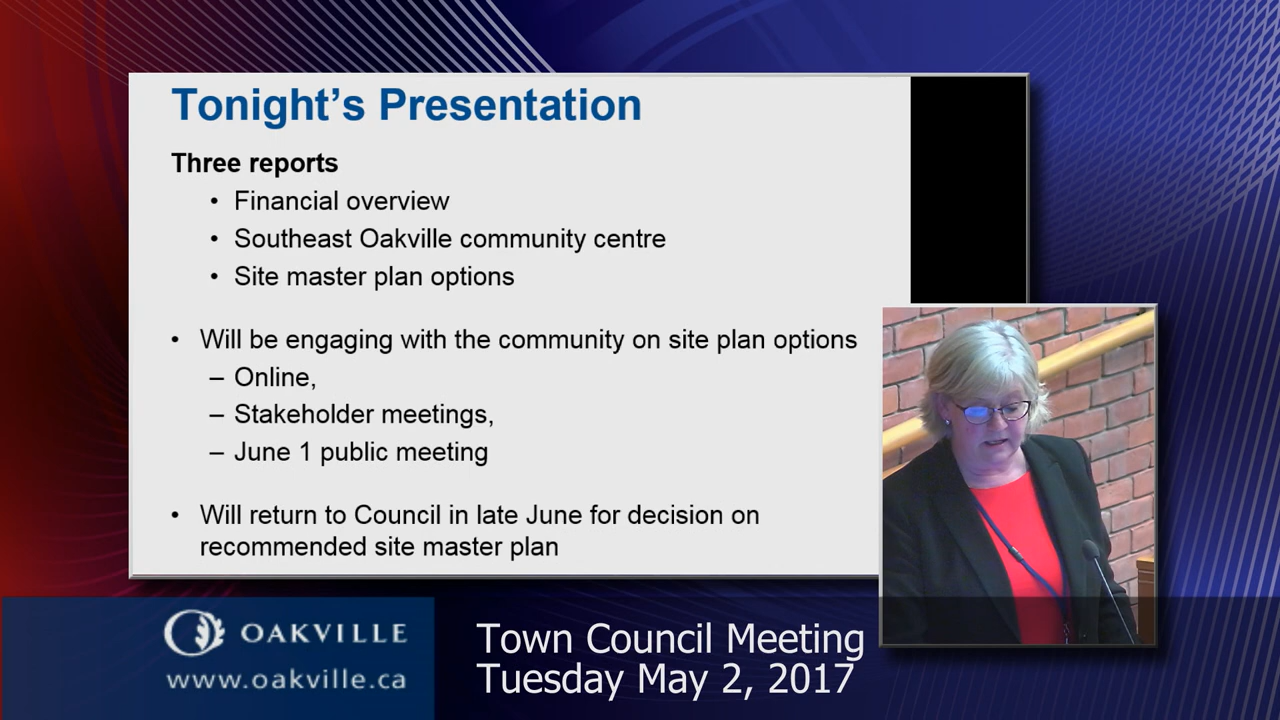 Tonight's Presentation
Three reports
• Financial overview
• Southeast Oakville community centre
• Site master plan options
• Will be engaging with the community on site plan options
– Online,
– Stakeholder meetings,
– June 1 public meeting
• Will return to Council in late June for decision on
recommended site master plan
OAKVILLE
www.oakville.ca
Town Council Meeting
Tuesday May 2, 2017